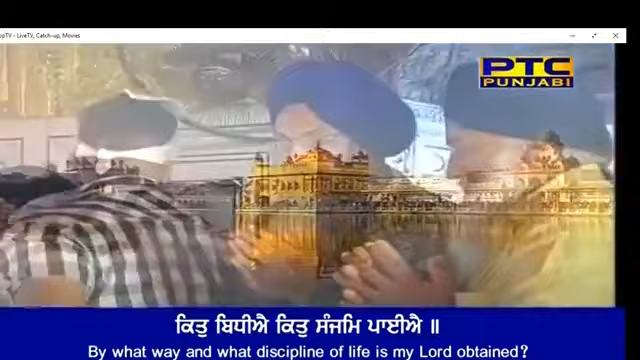 opTV - LiveTV, Catch-up, Movies
PTC
PUNJABI
ਕਿਤੁ ਬਿਧੀਐ ਕਿਤੁ ਸੰਜਮਿ ਪਾਈਐ ॥
By what way and what discipline of life is my Lord obtained?